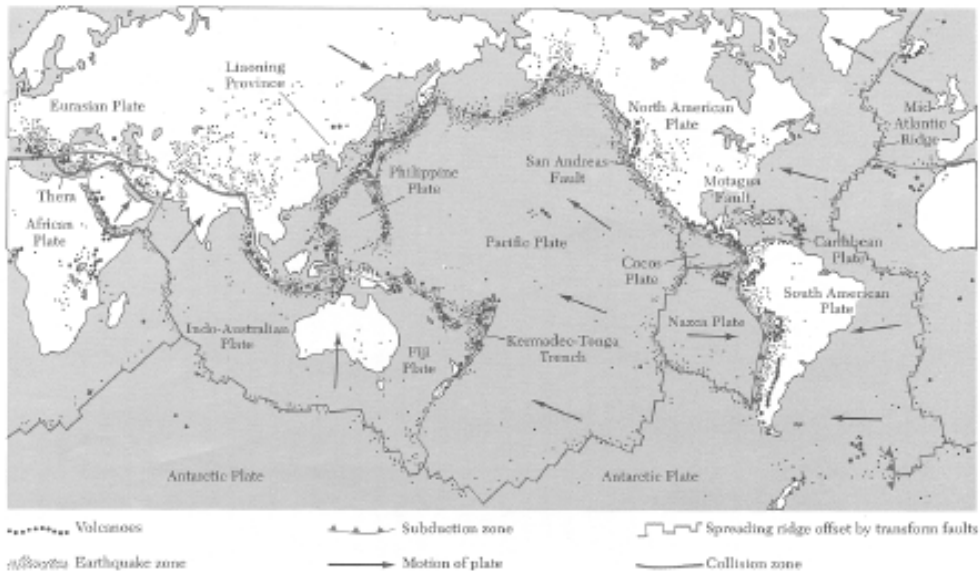 Liaoning
Province
Eurasian Plate
North American
Plate
Mid-
Atlantic
Ridge
Philippine
Plate
San Andreas
Fault
Motagua
Fault
Thera
African
Plate
Pacific Plate
Cocos
Plate
Caribbean
Plate
South American
Plate
Indo-Australian
Plate
Fiji
Plate
Kermadec-Tonga
Trench
Nazca Plate
Antarctic Plate
Antarctic Plate
Volcanoes
Subduction zone
Spreading ridge offset by transform faults
Earthquake zone
Motion of plate
Collision zone